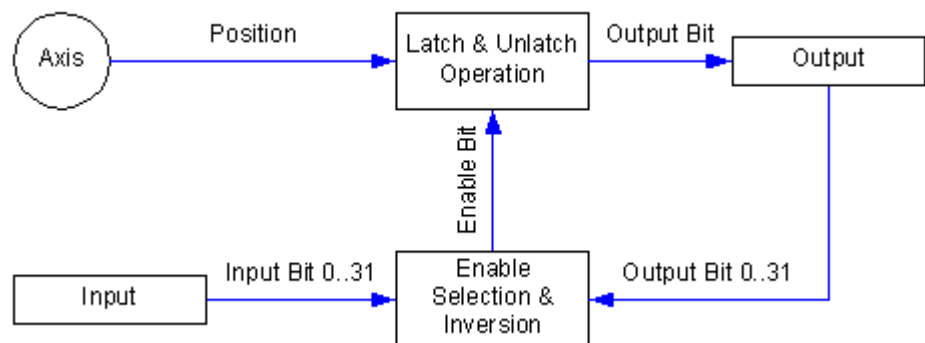 Position
Axis
Latch & Unlatch
Operation
Output Bit
Output
Enable Bit
Input
Input Bit 0..31
Enable
Selection &
Inversion
Output Bit 0..31